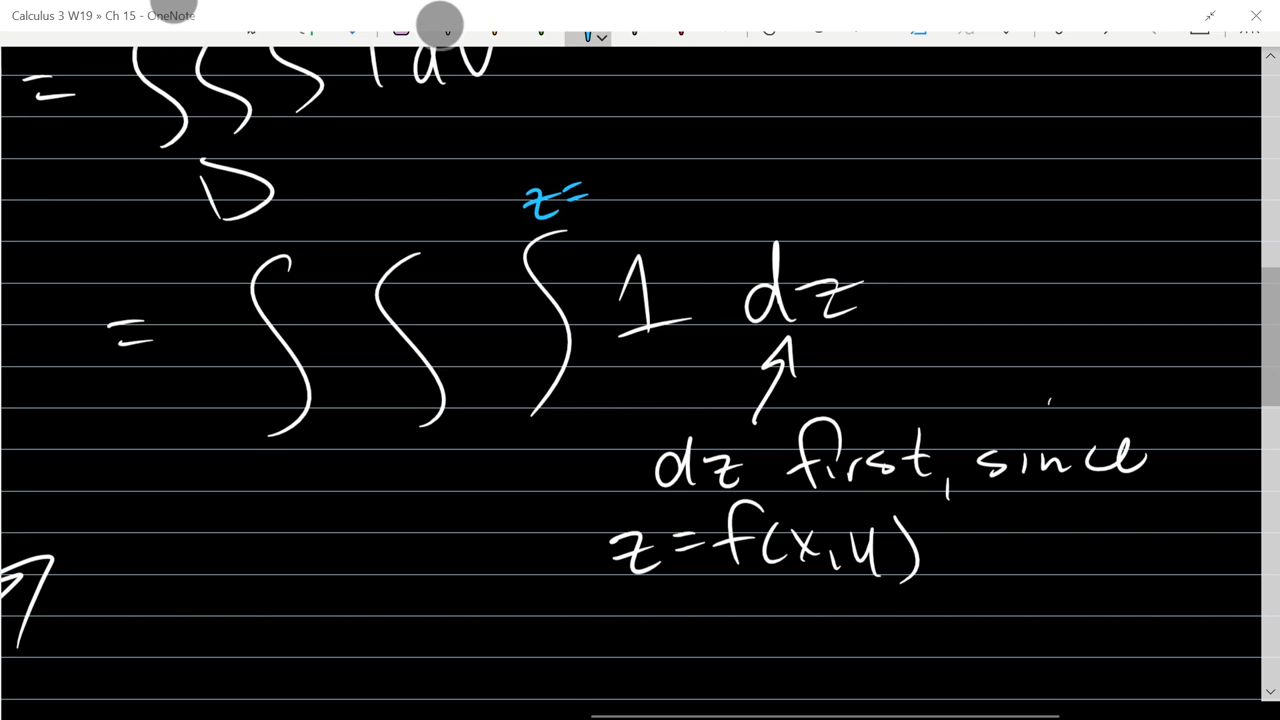 Calculus 3 W19 » Ch 15 - OneNote
= ∫∫∫ 1 dV
D
z=
= ∫ ∫ ∫ 1 dz
dz first, since
z=f(x,y)